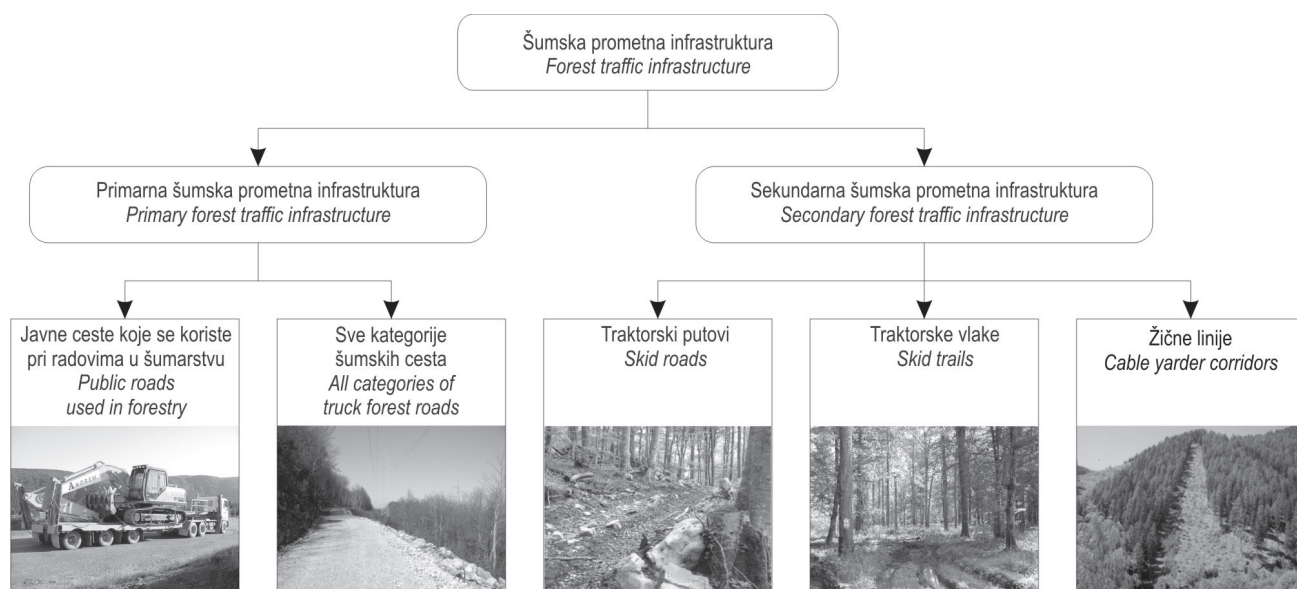 Šumska prometna infrastruktura
Forest traffic infrastructure
Primarna šumska prometna infrastruktura
Primary forest traffic infrastructure
Sekundarna šumska prometna infrastruktura
Secondary forest traffic infrastructure
Javne ceste koje se koriste
pri radovima u šumarstvu
Public roads
used in forestry
Sve kategorije
šumskih cesta
All categories of
truck forest roads
Traktorski putovi
Skid roads
Traktorske vlake
Skid trails
Žične linije
Cable yarder corridors